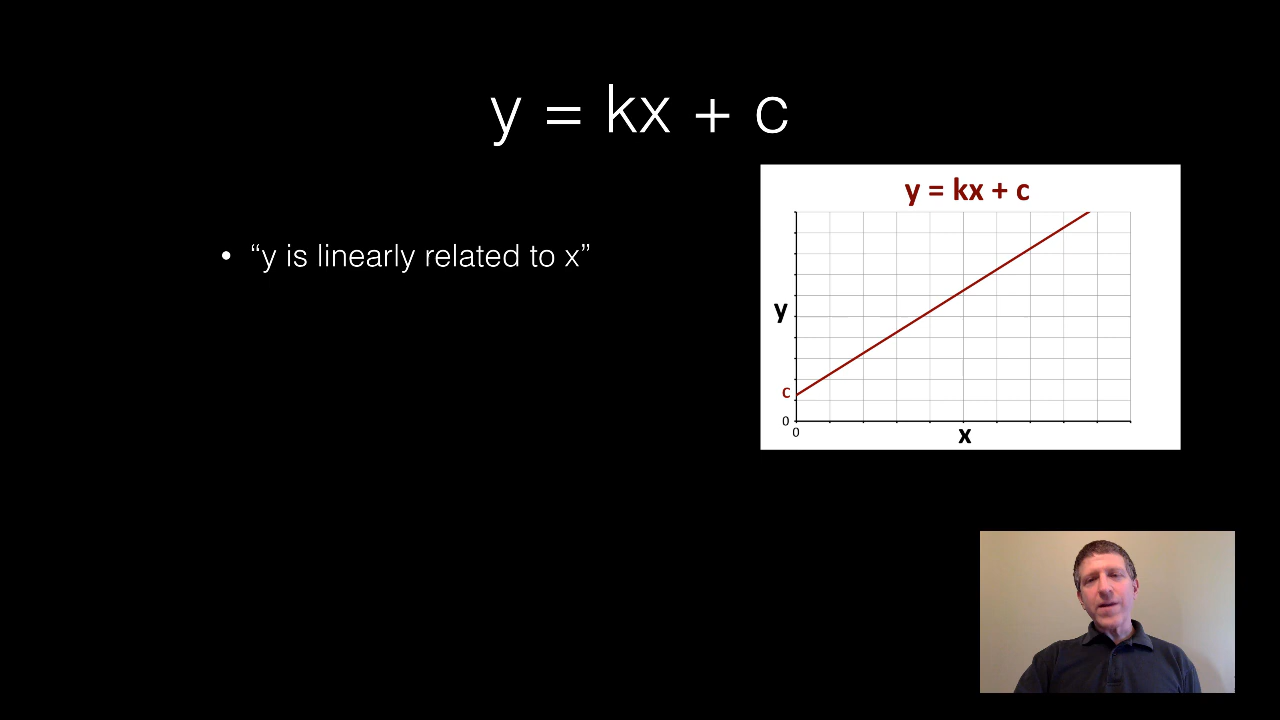 y = kx + c
• “y is linearly related to x”
y = kx + c
y
c
0
0
x